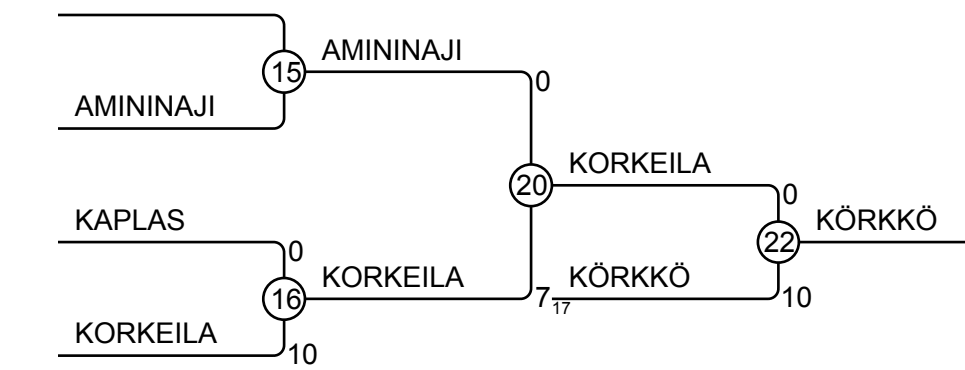 15
AMININAJI
0
AMININAJI
20
KORKEILA
0
KAPLAS
0
22
KÖRKKÖ
16
KORKEILA
7
17
KÖRKKÖ
10
KORKEILA
10